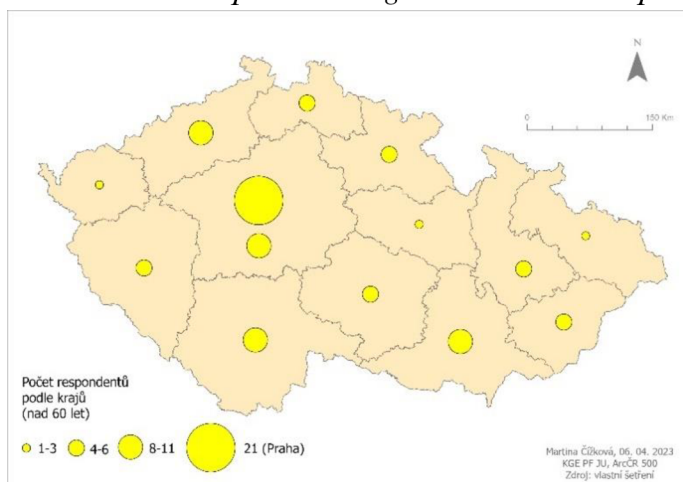 N
0 150 Km
Počet respondentů
podle krajů
(nad 60 let)
1-3 4-6 8-11 21 (Praha)
Martina Čížková, 06. 04. 2023
KGE PF JU, ArcČR 500
Zdroj: vlastní šetření